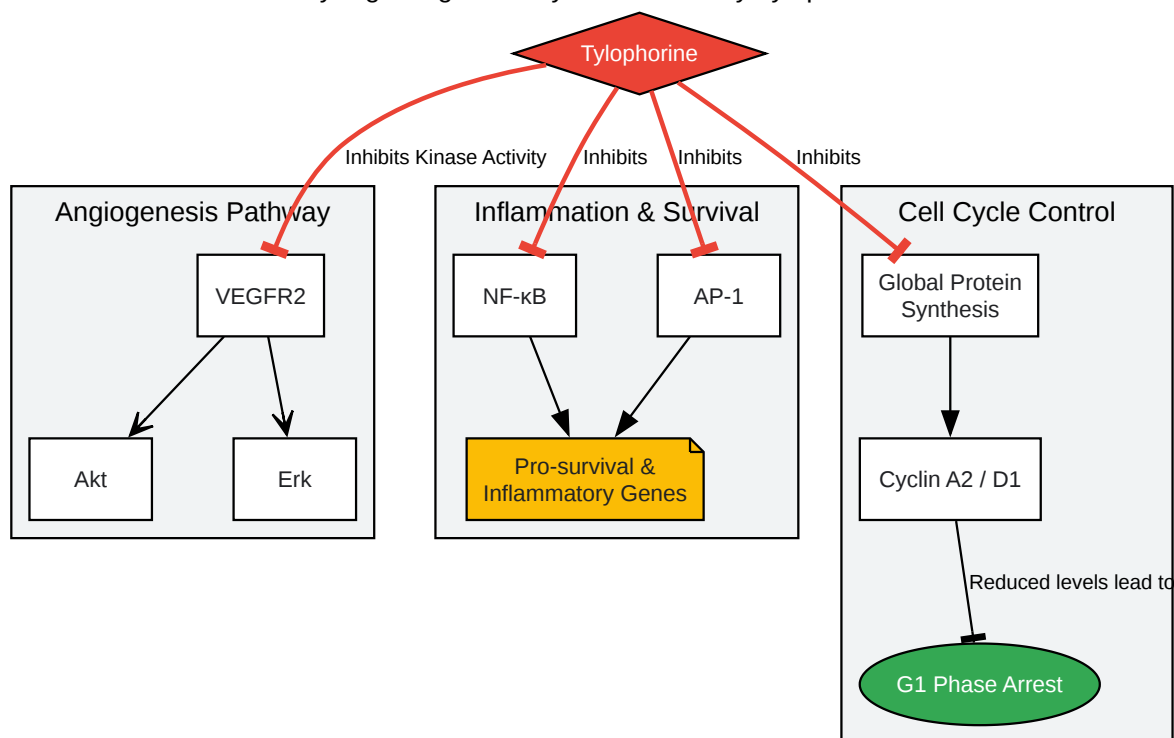 Tylophorine
Inhibits Kinase Activity
Inhibits
Inhibits
Inhibits
Angiogenesis Pathway
Inflammation & Survival
Cell Cycle Control
VEGFR2
NF-κB
AP-1
Global Protein
Synthesis
Akt
Erk
Pro-survival &
Inflammatory Genes
Cyclin A2 / D1
Reduced levels lead to
G1 Phase Arrest